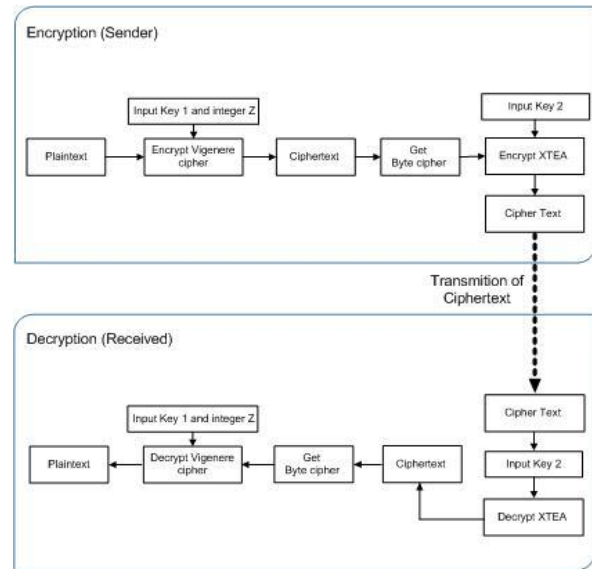 Encryption (Sender)
Input Key 1 and integer Z
Input Key 2
Plaintext
Encrypt Vigenere
cipher
Ciphertext
Get
Byte cipher
Encrypt XTEA
Cipher Text
Transmition of
Ciphertext
Decryption (Received)
Cipher Text
Input Key 1 and integer Z
Plaintext
Decrypt Vigenere
cipher
Get
Byte cipher
Ciphertext
Input Key 2
Decrypt XTEA